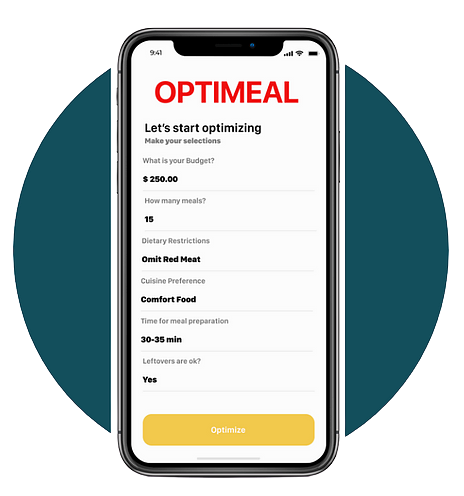 9:41
OPTIMEAL
Let's start optimizing
Make your selections
What is your Budget?
$ 250.00
How many meals?
15
Dietary Restrictions
Omit Red Meat
Cuisine Preference
Comfort Food
Time for meal preparation
30-35 min
Leftovers are ok?
Yes
Optimize